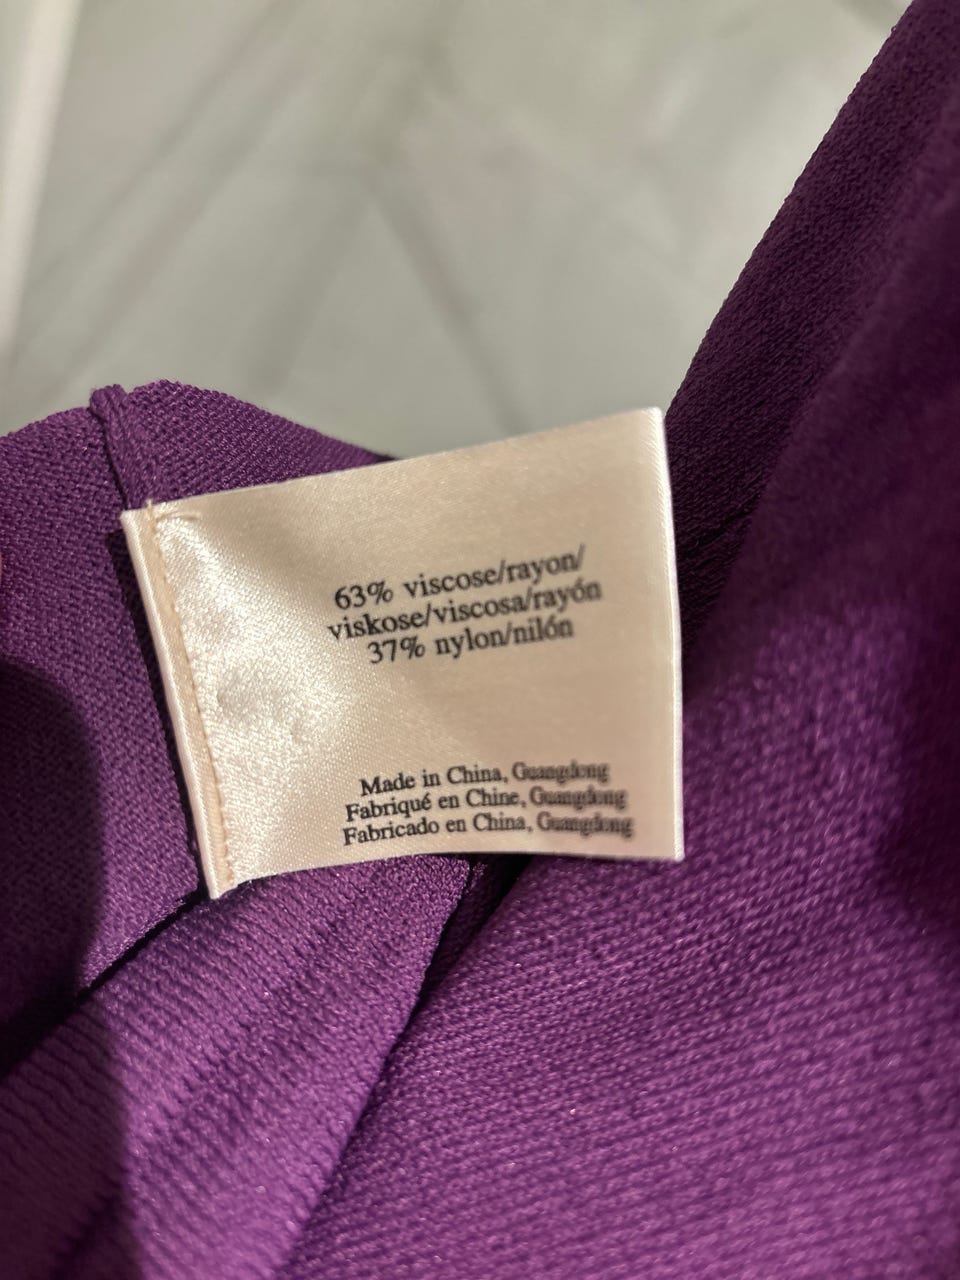 63% viscose/rayon/
viskose/viscosa/rayón
37% nylon/nilón
Made in China, Guangdong
Fabriqué en Chine, Guangdong
Fabricado en China, Guangdong